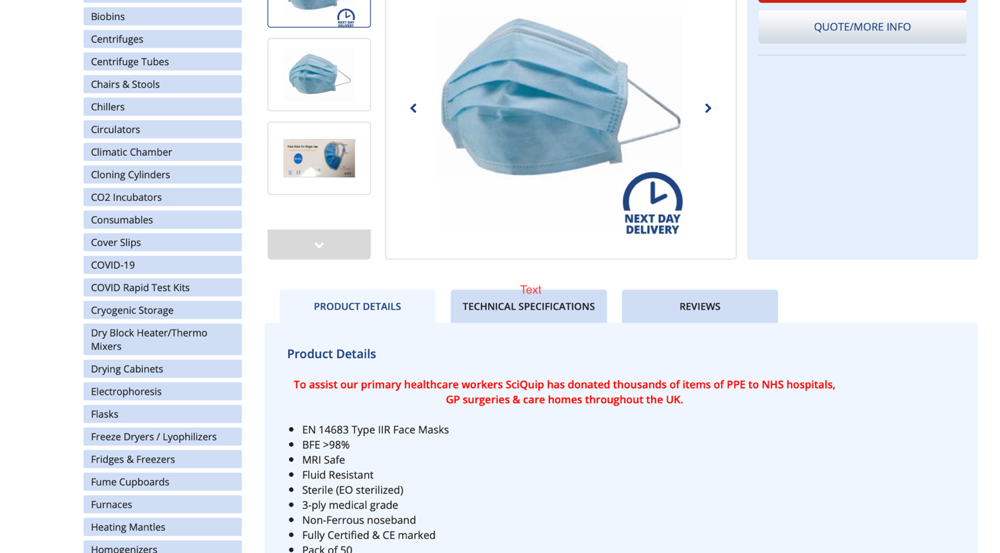 Biobins
Centrifuges
Centrifuge Tubes
Chairs & Stools
Chillers
Circulators
Climatic Chamber
Cloning Cylinders
CO2 Incubators
Consumables
Cover Slips
COVID-19
COVID Rapid Test Kits
Cryogenic Storage
Dry Block Heater/Thermo
Mixers
Drying Cabinets
Electrophoresis
Flasks
Freeze Dryers / Lyophilizers
Fridges & Freezers
Fume Cupboards
Furnaces
Heating Mantles
Homogenizers
NEXT DAY
DELIVERY
Face Mask For Single Use
NEXT DAY
DELIVERY
QUOTE/MORE INFO
Text
PRODUCT DETAILS
TECHNICAL SPECIFICATIONS
REVIEWS
Product Details
To assist our primary healthcare workers SciQuip has donated thousands of items of PPE to NHS hospitals,
GP surgeries & care homes throughout the UK.
EN 14683 Type IIR Face Masks
BFE >98%
MRI Safe
Fluid Resistant
Sterile (EO sterilized)
3-ply medical grade
Non-Ferrous noseband
Fully Certified & CE marked
Pack of 50